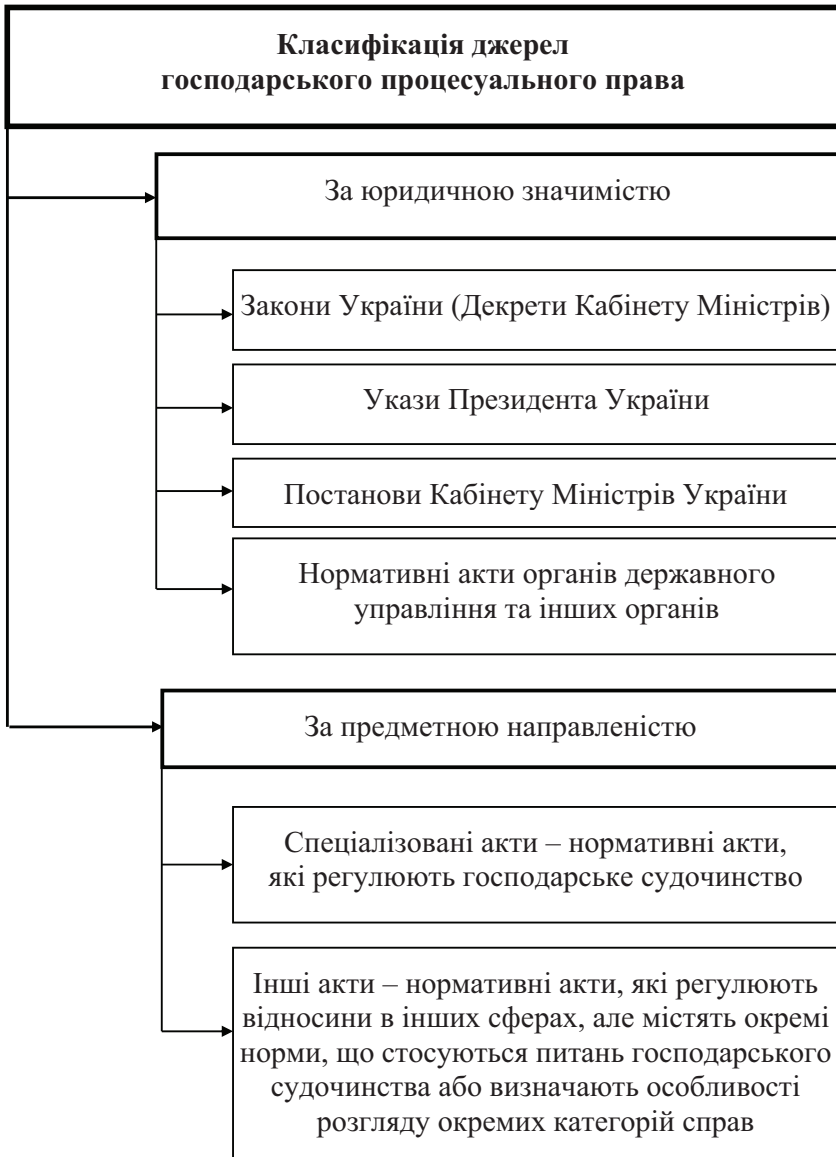 Класифікація джерел
господарського процесуального права
За юридичною значимістю
Закони України (Декрети Кабінету Міністрів)
Укази Президента України
Постанови Кабінету Міністрів України
Нормативні акти органів державного
управління та інших органів
За предметною направленістю
Спеціалізовані акти – нормативні акти,
які регулюють господарське судочинство
Інші акти – нормативні акти, які регулюють
відносини в інших сферах, але містять окремі
норми, що стосуються питань господарського
судочинства або визначають особливості
розгляду окремих категорій справ